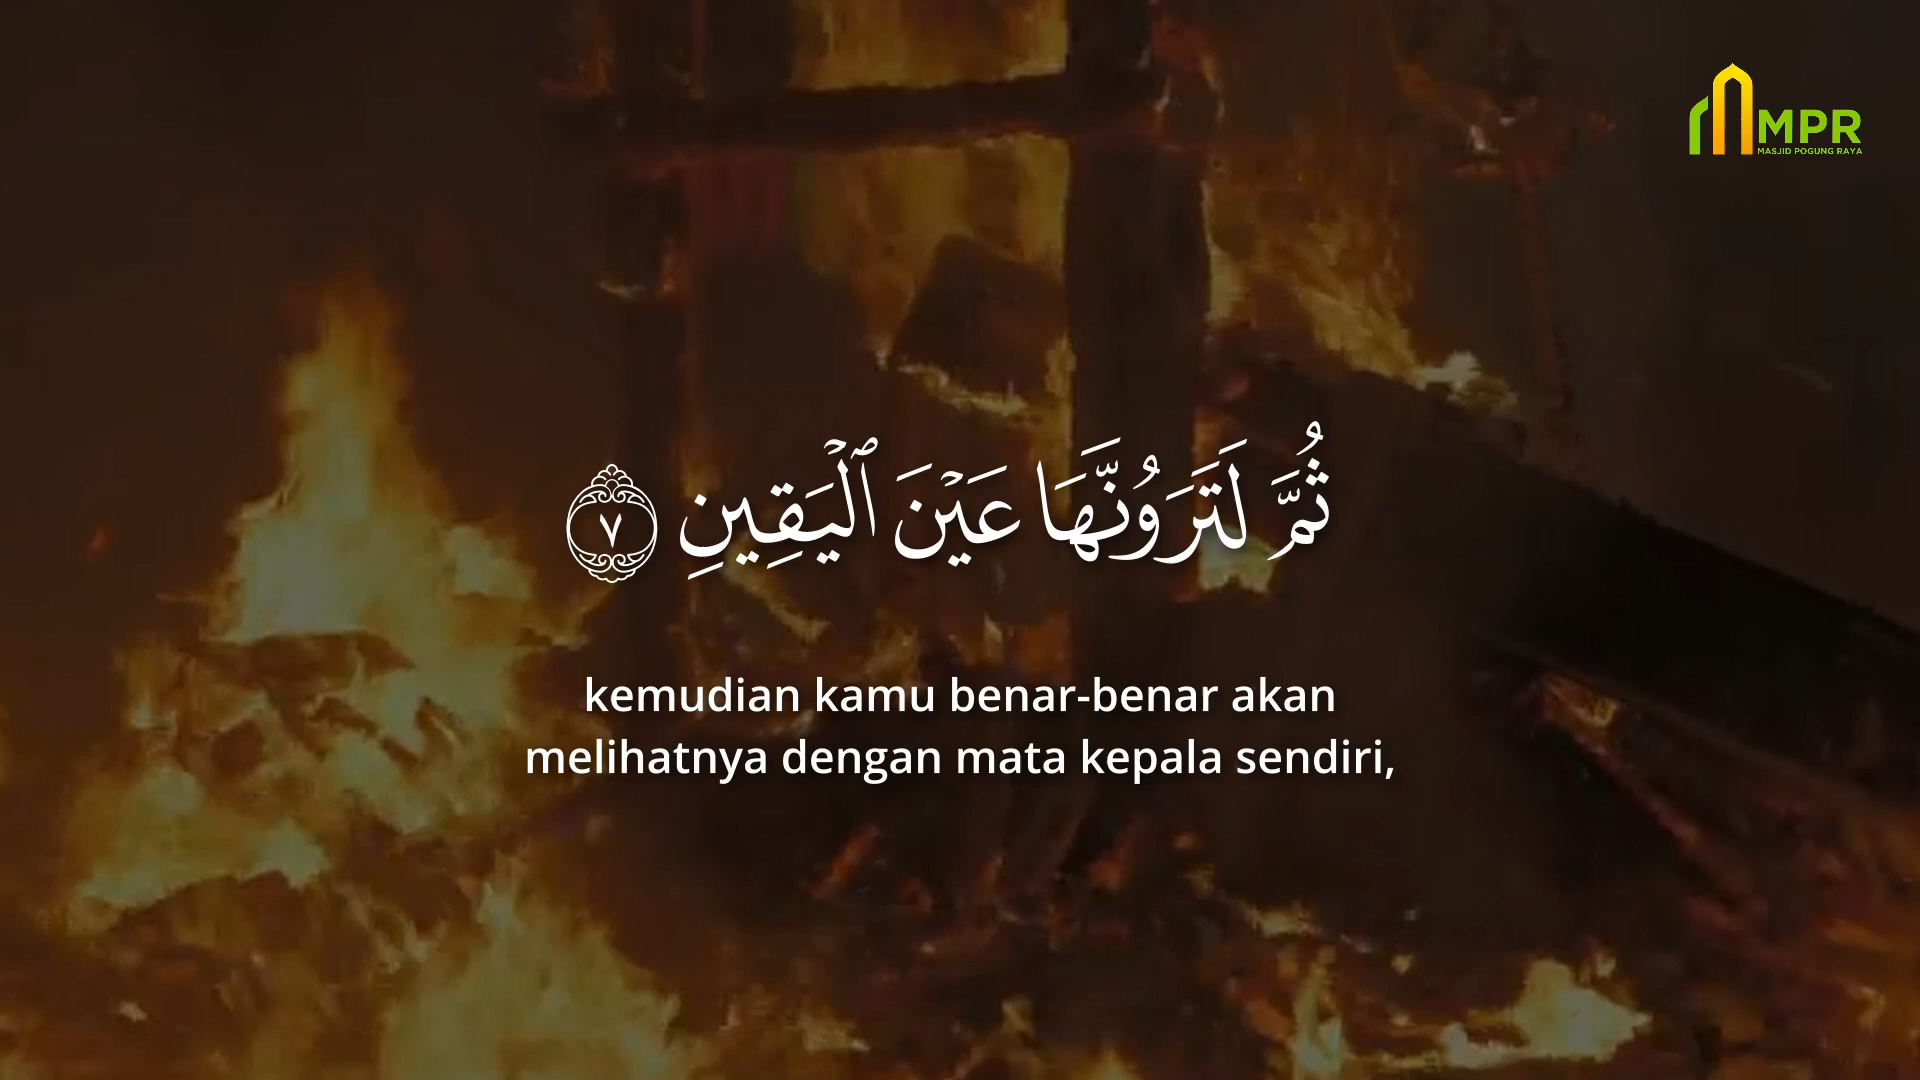 MPR
MASJID POGUNG RAYA
ثُمَّ لَتَرَوُنَّهَا عَيْنَ ٱلْيَقِينِ ٧
kemudian kamu benar-benar akan
melihatnya dengan mata kepala sendiri,